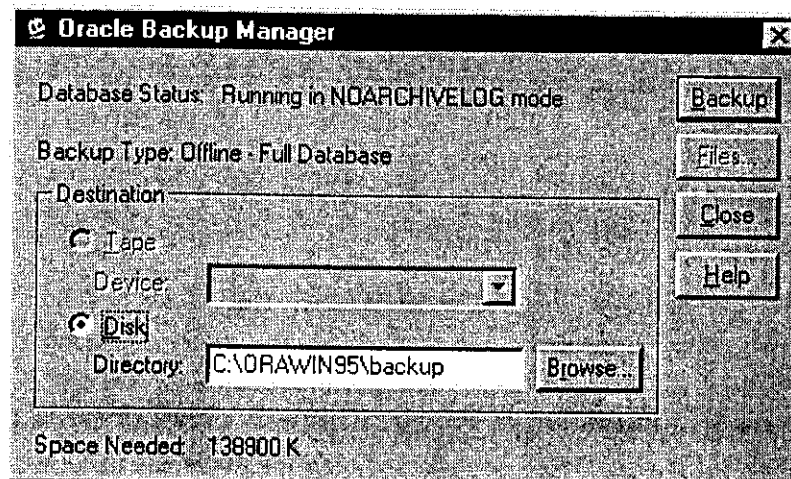 Oracle Backup Manager
Database Status: Running in NOARCHIVELOG mode
Backup
Backup Type: Offline - Full Database
Files...
Destination
Close
Tape
Device:
Help
Disk
Directory: C:\ORAWIN95\backup Browse...
Space Needed: 138800 K